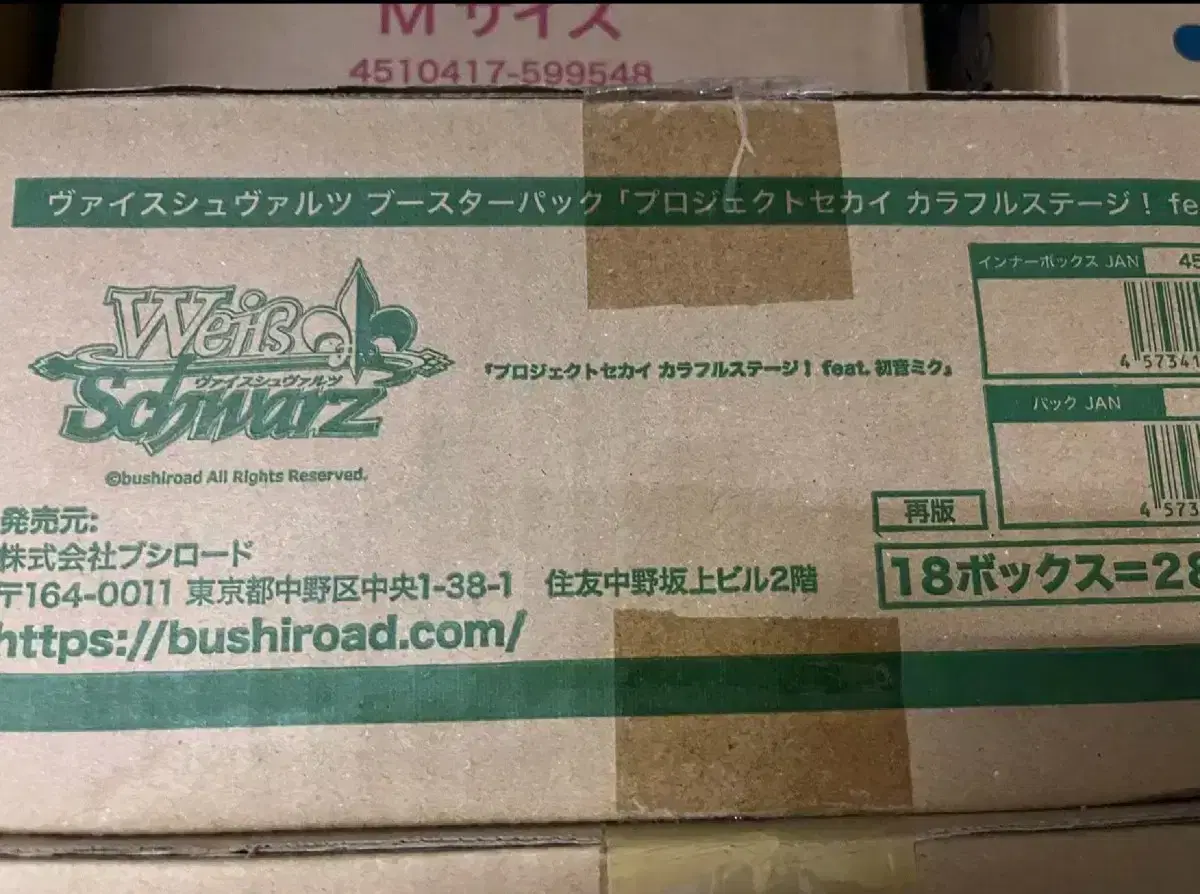 Mサイズ
4510417-599548
ヴァイスシュヴァルツ ブースターパック「プロジェクトセカイ カラフルステージ! fe
インナーボックス JAN 45
4 57341
Weiß
ヴァイスシュヴァルツ
Schwarz
『プロジェクトセカイ カラフルステージ! feat. 初音ミク』
パック JAN
4 573
©bushiroad All Rights Reserved.
再版
18ボックス=28
発売元:
株式会社ブシロード
〒164-0011 東京都中野区中央1-38-1 住友中野坂上ビル2階
https://bushiroad.com/